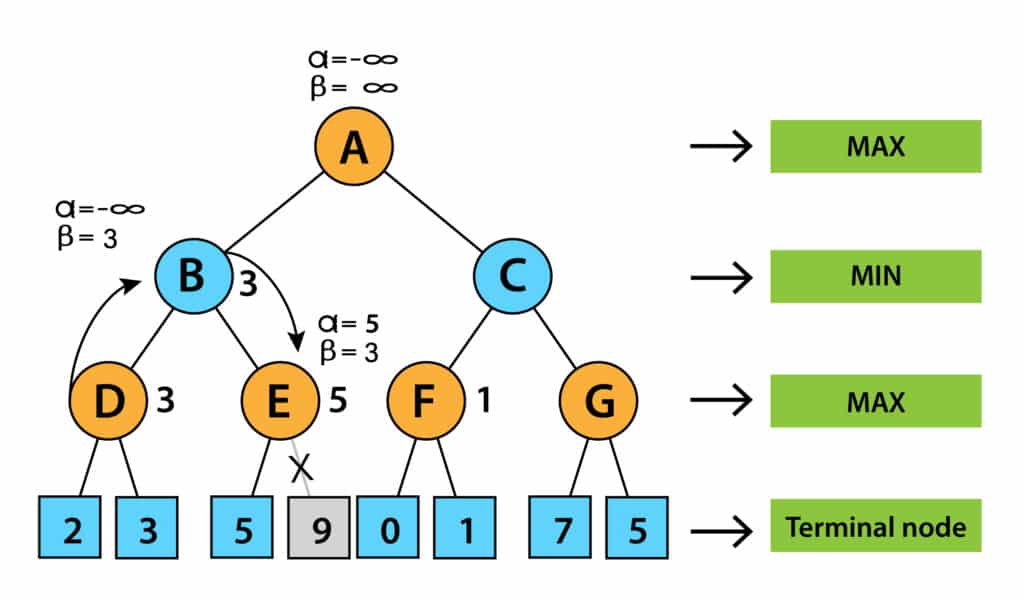 α=-∞
β= ∞
A
MAX
α=-∞
β= 3
B
3
C
MIN
α= 5
β= 3
D
3
E
5
F
1
G
MAX
X
2
3
5
9
0
1
7
5
Terminal node